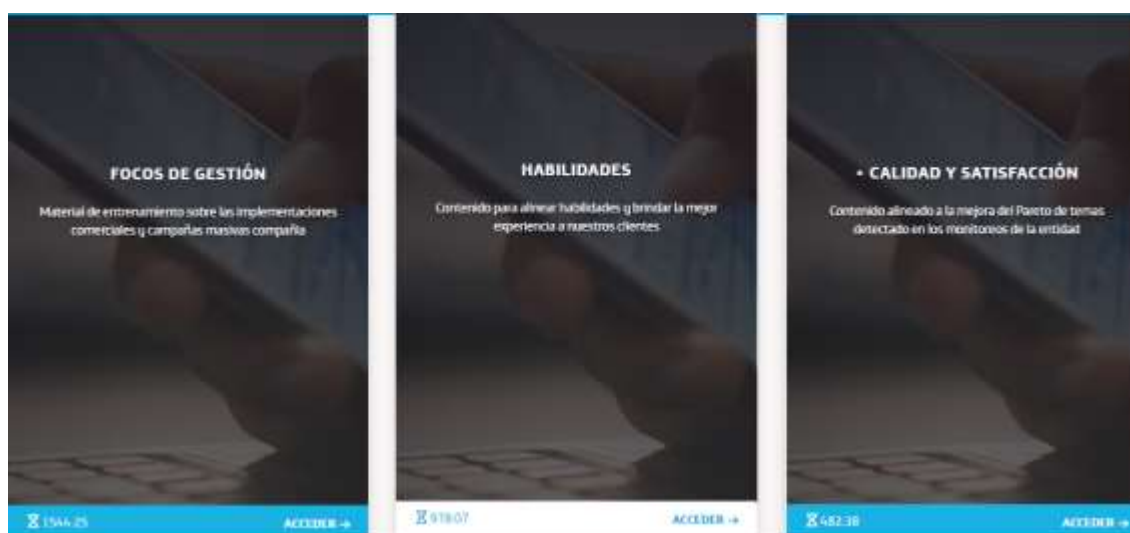 FOCOS DE GESTIÓN
Material de entrenamiento sobre las implementaciones
comerciales y campañas masivas compañía
1544:25
ACCEDER →
HABILIDADES
Contenido para alinear habilidades y brindar la mejor
experiencia a nuestros clientes
978:07
ACCEDER →
• CALIDAD Y SATISFACCIÓN
Contenido alineado a la mejora del Pareto de temas
detectado en los monitoreos de la entidad
482:38
ACCEDER →